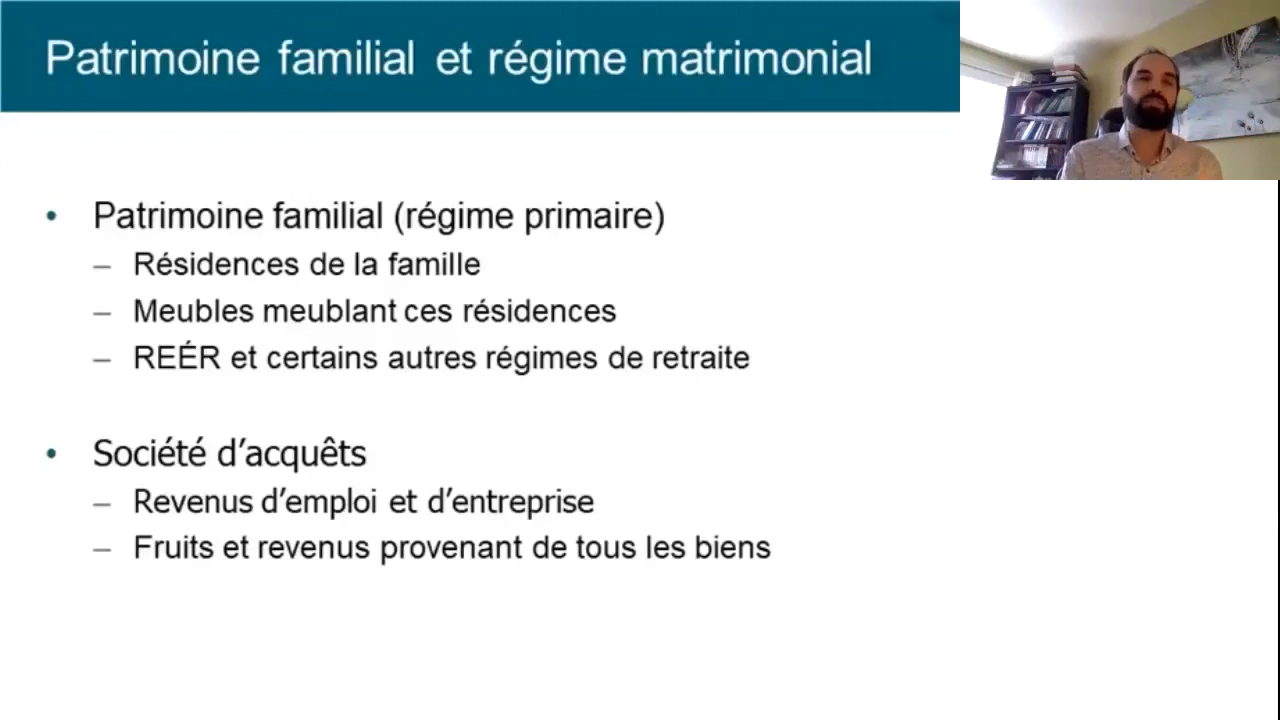 Patrimoine familial et régime matrimonial
• Patrimoine familial (régime primaire)
– Résidences de la famille
– Meubles meublant ces résidences
– REÉR et certains autres régimes de retraite
• Société d’acquêts
– Revenus d’emploi et d’entreprise
– Fruits et revenus provenant de tous les biens